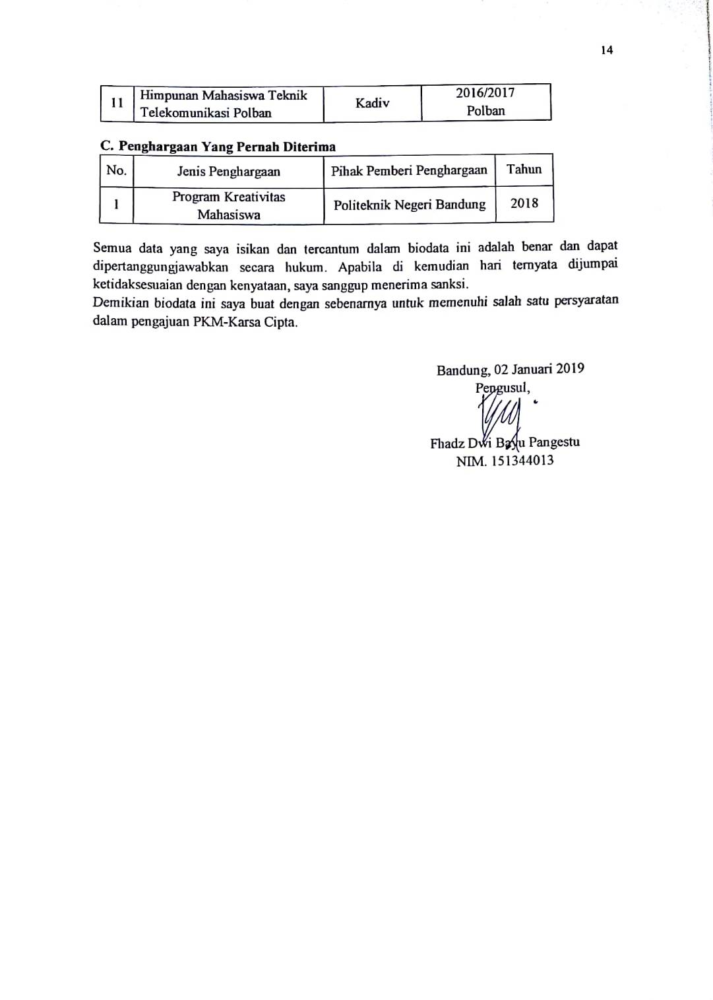 14
11 Himpunan Mahasiswa Teknik Telekomunikasi Polban Kadiv 2016/2017 Polban
C. Penghargaan Yang Pernah Diterima
No. Jenis Penghargaan Pihak Pemberi Penghargaan Tahun
1 Program Kreativitas Mahasiswa Politeknik Negeri Bandung 2018
Semua data yang saya isikan dan tercantum dalam biodata ini adalah benar dan dapat
dipertanggungjawabkan secara hukum. Apabila di kemudian hari ternyata dijumpai
ketidaksesuaian dengan kenyataan, saya sanggup menerima sanksi.
Demikian biodata ini saya buat dengan sebenarnya untuk memenuhi salah satu persyaratan
dalam pengajuan PKM-Karsa Cipta.
Bandung, 02 Januari 2019
Pengusul,
Fhadz Dwi Bayu Pangestu
NIM. 151344013